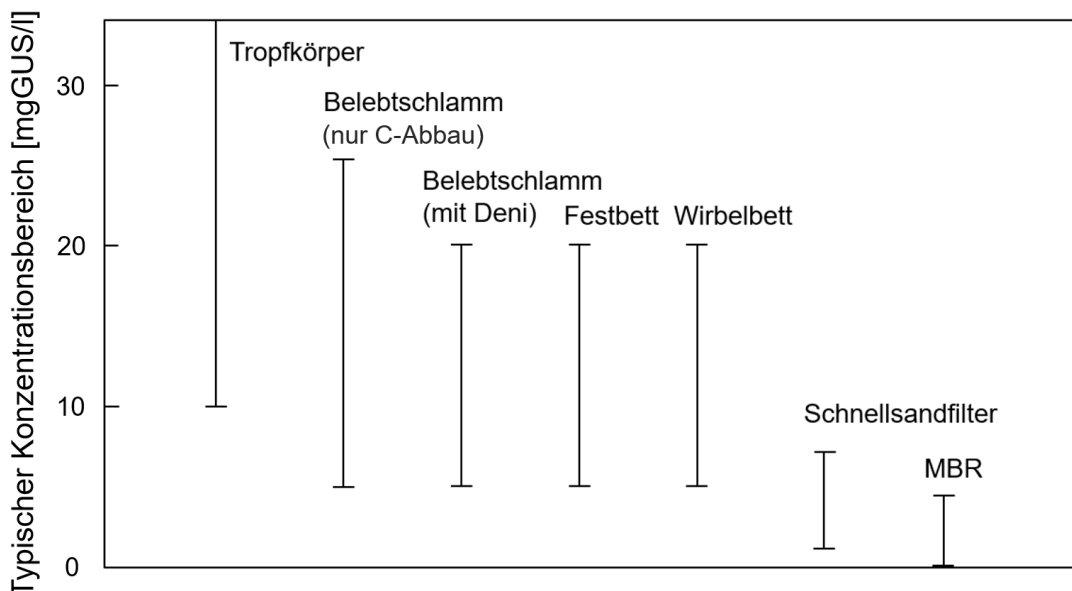 Typischer Konzentrationsbereich [mgGUS/l]
30
20
10
0
Tropfkörper
Belebtschlamm
(nur C-Abbau)
Belebtschlamm
(mit Deni)
Festbett
Wirbelbett
Schnellsandfilter
MBR